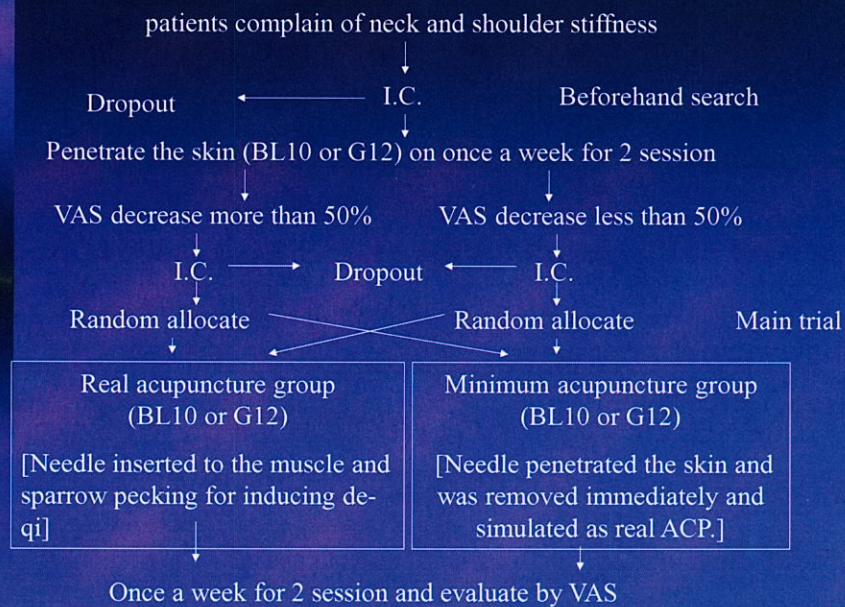 patients complain of neck and shoulder stiffness
Dropout I.C. Beforehand search
Penetrate the skin (BL10 or G12) on once a week for 2 session
VAS decrease more than 50% VAS decrease less than 50%
I.C. Dropout I.C.
Random allocate Random allocate Main trial
Real acupuncture group
(BL10 or G12)
[Needle inserted to the muscle and
sparrow pecking for inducing de-
qi]
Minimum acupuncture group
(BL10 or G12)
[Needle penetrated the skin and
was removed immediately and
simulated as real ACP.]
Once a week for 2 session and evaluate by VAS